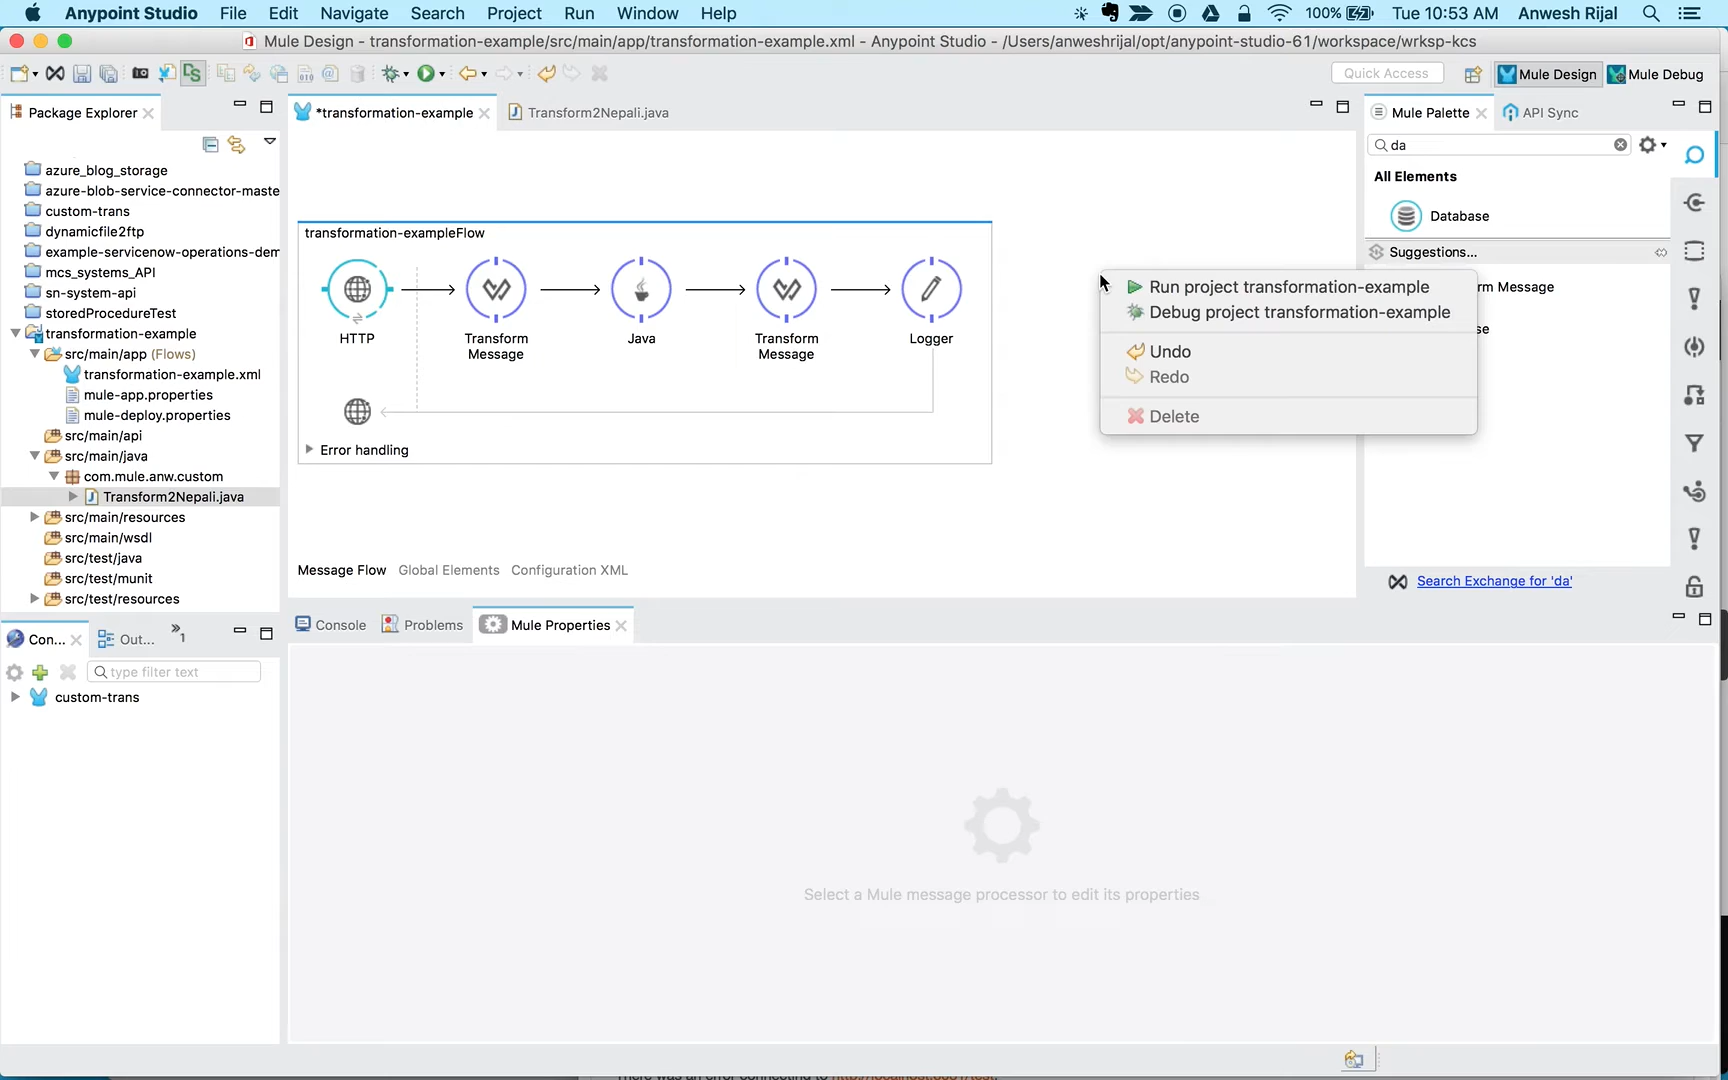 Anypoint Studio File Edit Navigate Search Project Run Window Help 100% Tue 10:53 AM Anwesh Rijal
Mule Design - transformation-example/src/main/app/transformation-example.xml - Anypoint Studio - /Users/anweshrijal/opt/anypoint-studio-61/workspace/wrksp-kcs
Quick Access Mule Design Mule Debug
Package Explorer
azure_blog_storage
azure-blob-service-connector-maste
custom-trans
dynamicfile2ftp
example-servicenow-operations-dem
mcs_systems_API
sn-system-api
storedProcedureTest
transformation-example
src/main/app (Flows)
transformation-example.xml
mule-app.properties
mule-deploy.properties
src/main/api
src/main/java
com.mule.anw.custom
Transform2Nepali.java
src/main/resources
src/main/wsdl
src/test/java
src/test/munit
src/test/resources
*transformation-example Transform2Nepali.java
transformation-exampleFlow
HTTP
Transform
Message
Java
Transform
Message
Logger
Error handling
Message Flow Global Elements Configuration XML
Run project transformation-example
Debug project transformation-example
Undo
Redo
Delete
Mule Palette API Sync
da
All Elements
Database
Suggestions...
rm Message
se
Search Exchange for 'da'
Con... Out... »1
type filter text
custom-trans
Console Problems Mule Properties
Select a Mule message processor to edit its properties